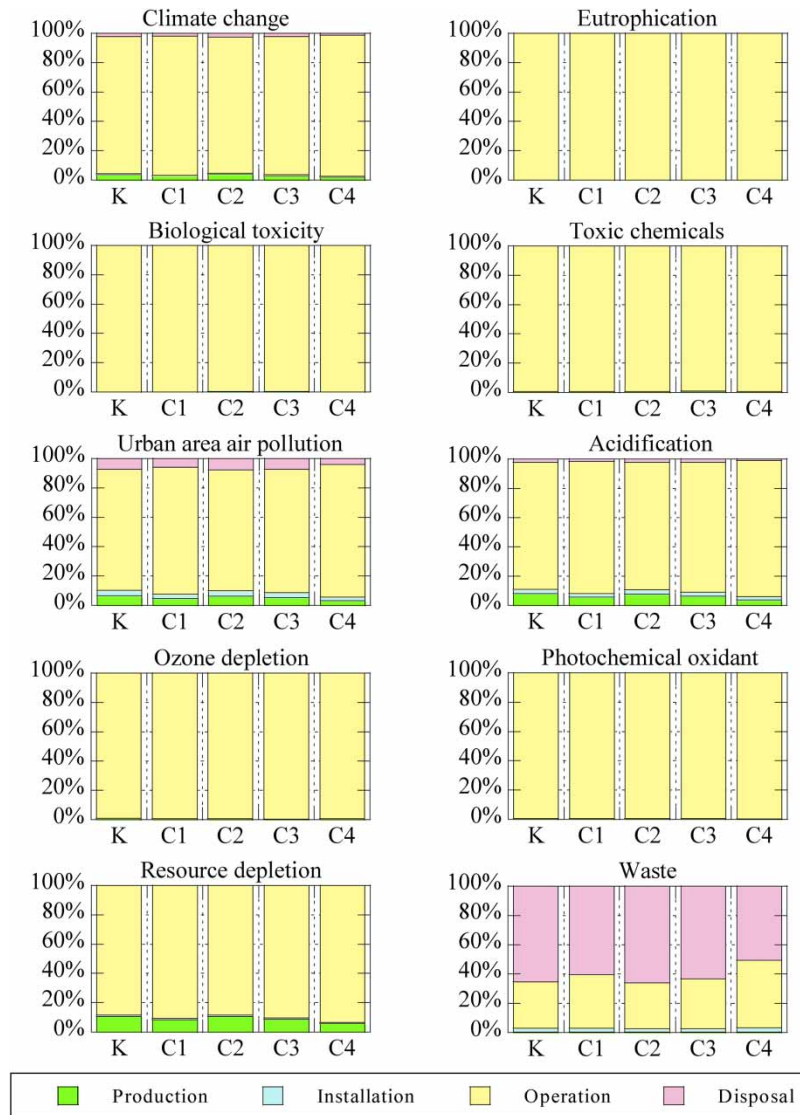 Climate change
100%
80%
60%
40%
20%
0%
K C1 C2 C3 C4
Eutrophication
100%
80%
60%
40%
20%
0%
K C1 C2 C3 C4
Biological toxicity
100%
80%
60%
40%
20%
0%
K C1 C2 C3 C4
Toxic chemicals
100%
80%
60%
40%
20%
0%
K C1 C2 C3 C4
Urban area air pollution
100%
80%
60%
40%
20%
0%
K C1 C2 C3 C4
Acidification
100%
80%
60%
40%
20%
0%
K C1 C2 C3 C4
Ozone depletion
100%
80%
60%
40%
20%
0%
K C1 C2 C3 C4
Photochemical oxidant
100%
80%
60%
40%
20%
0%
K C1 C2 C3 C4
Resource depletion
100%
80%
60%
40%
20%
0%
K C1 C2 C3 C4
Waste
100%
80%
60%
40%
20%
0%
K C1 C2 C3 C4
Production Installation Operation Disposal